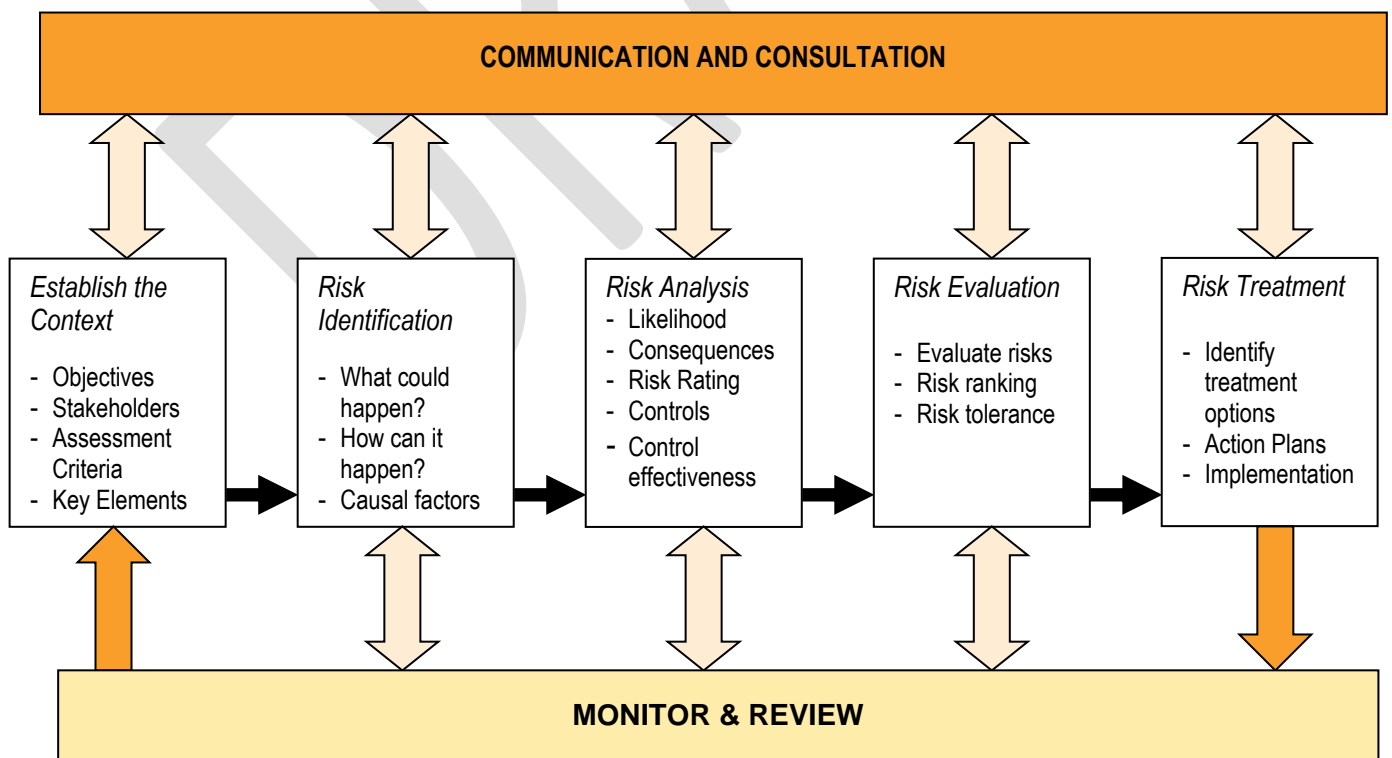 COMMUNICATION AND CONSULTATION
Establish the
Context
- Objectives
- Stakeholders
- Assessment
Criteria
- Key Elements
Risk
Identification
- What could
happen?
- How can it
happen?
- Causal factors
Risk Analysis
- Likelihood
- Consequences
- Risk Rating
- Controls
- Control
effectiveness
Risk Evaluation
- Evaluate risks
- Risk ranking
- Risk tolerance
Risk Treatment
- Identify
treatment
options
- Action Plans
- Implementation
MONITOR & REVIEW